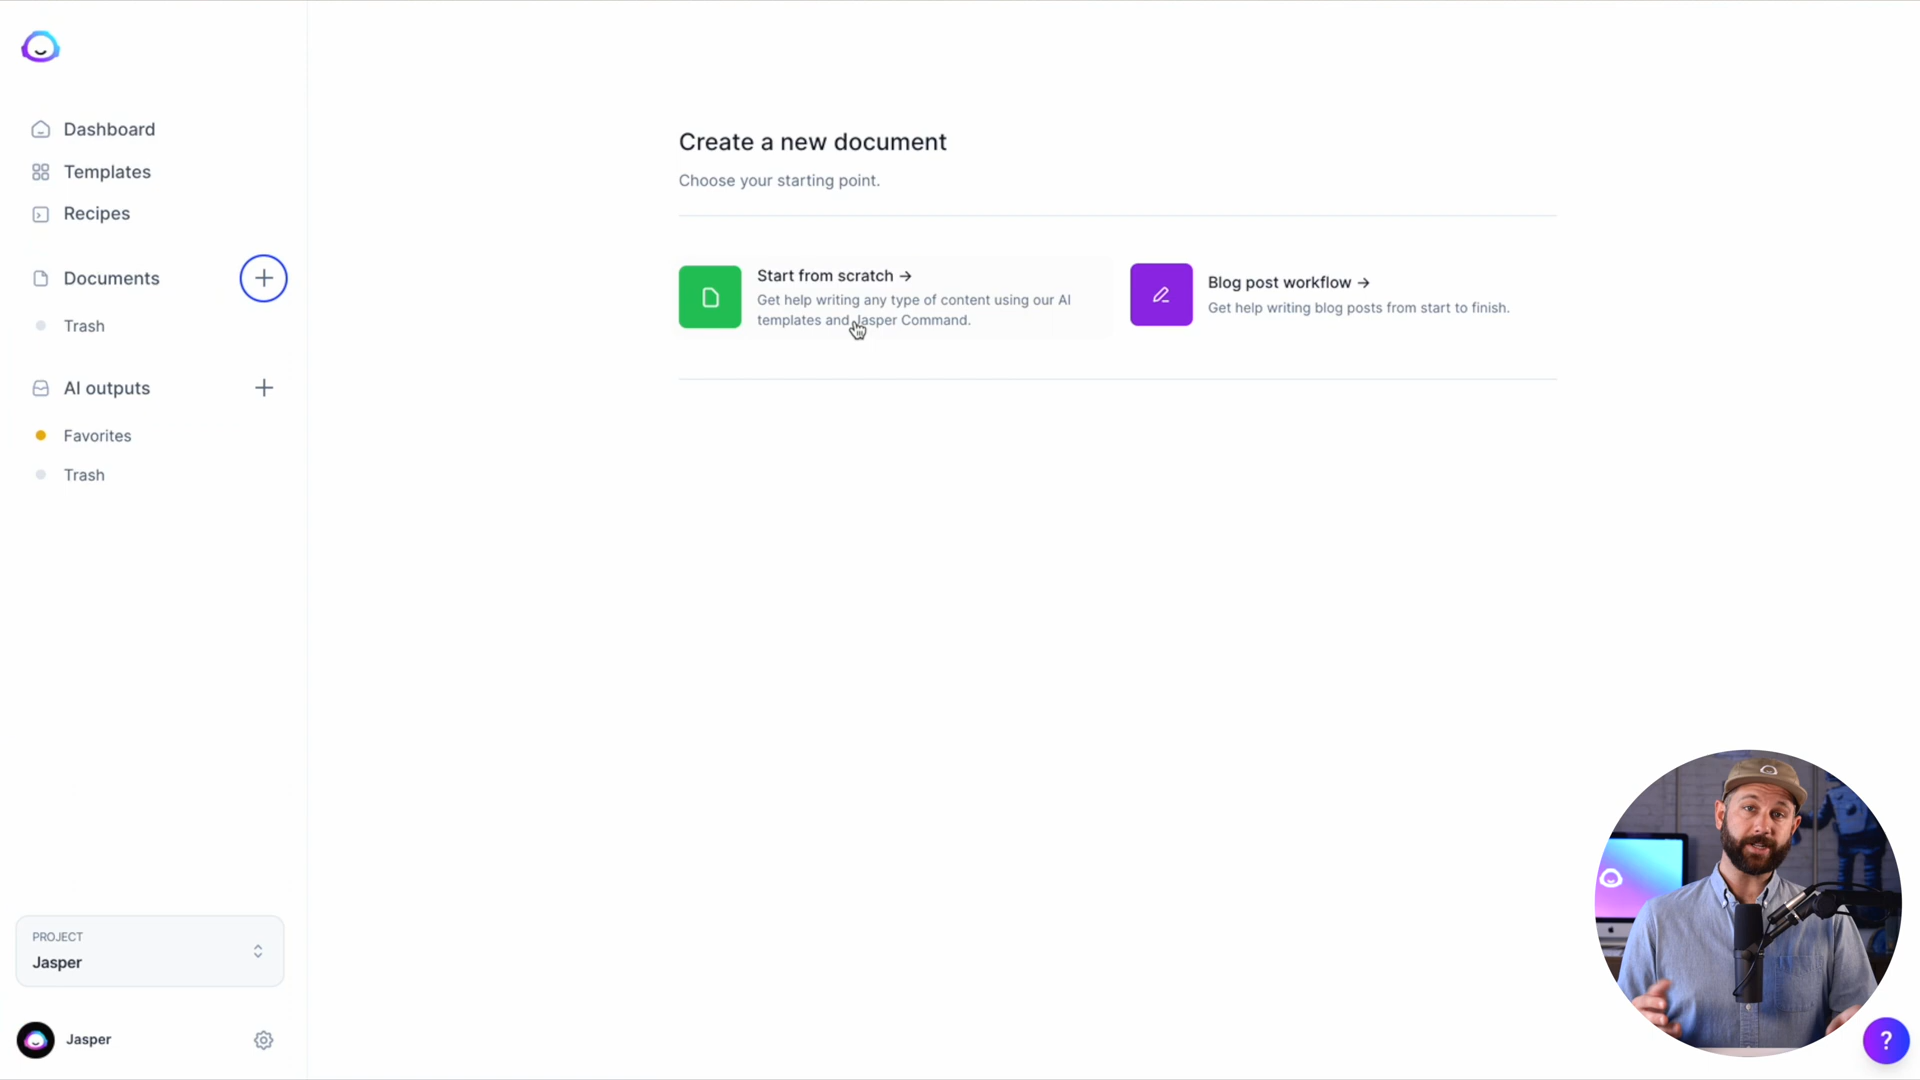 Dashboard
Templates
Recipes
Documents
Trash
AI outputs
Favorites
Trash
PROJECT
Jasper
Jasper
Create a new document
Choose your starting point.
Start from scratch →
Get help writing any type of content using our AI
templates and Jasper Command.
Blog post workflow →
Get help writing blog posts from start to finish.
?